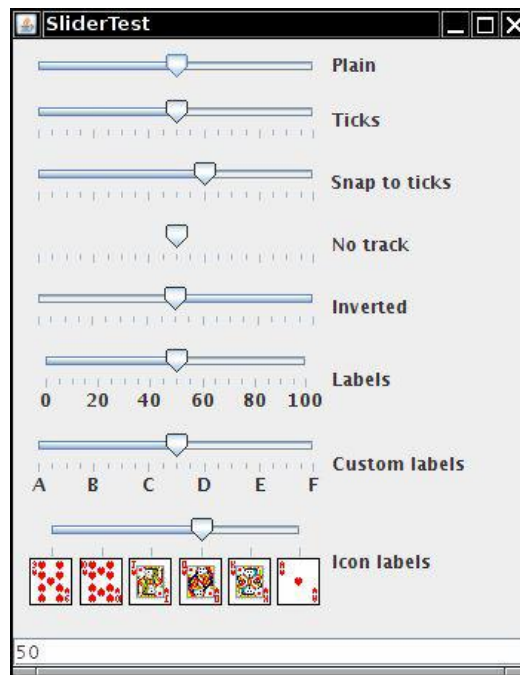 SliderTest
Plain
Ticks
Snap to ticks
No track
Inverted
Labels
0 20 40 60 80 100
Custom labels
A B C D E F
Icon labels
50